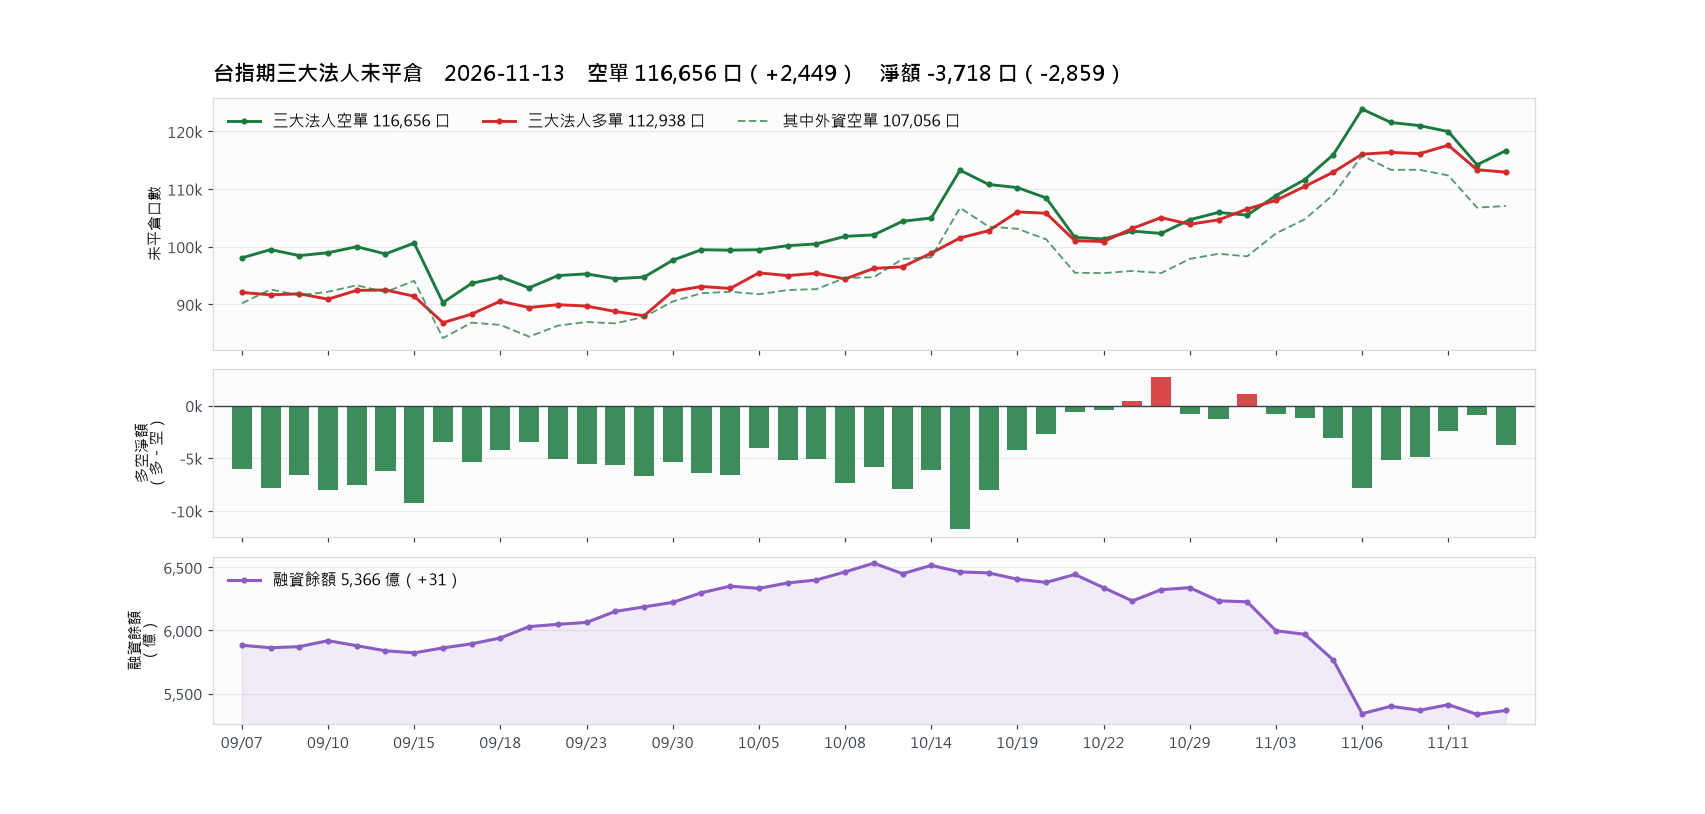 台指期三大法人未平倉 2026-11-13 空單 116,656 口 ( +2,449 ) 淨額 -3,718 口 ( -2,859 )
三大法人空單 116,656 口 三大法人多單 112,938 口 其中外資空單 107,056 口
未平倉口數
120k
110k
100k
90k
多空淨額
( 多 - 空 )
0k
-5k
-10k
融資餘額 5,366 億 ( +31 )
融資餘額
( 億 )
6,500
6,000
5,500
09/07 09/10 09/15 09/18 09/23 09/30 10/05 10/08 10/14 10/19 10/22 10/29 11/03 11/06 11/11